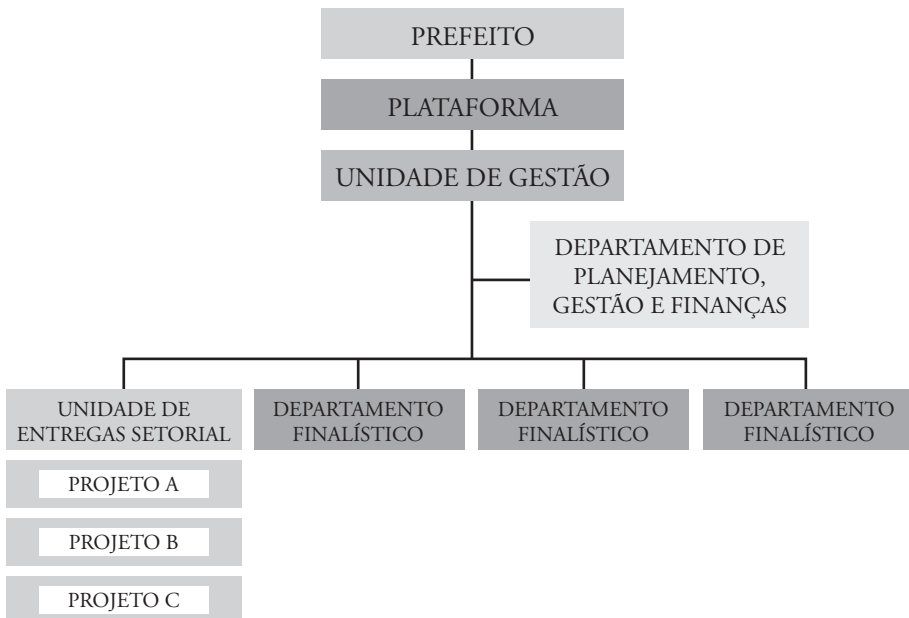 PREFEITO
PLATAFORMA
UNIDADE DE GESTÃO
DEPARTAMENTO DE
PLANEJAMENTO,
GESTÃO E FINANÇAS
UNIDADE DE
ENTREGAS SETORIAL
DEPARTAMENTO
FINALÍSTICO
DEPARTAMENTO
FINALÍSTICO
DEPARTAMENTO
FINALÍSTICO
PROJETO A
PROJETO B
PROJETO C